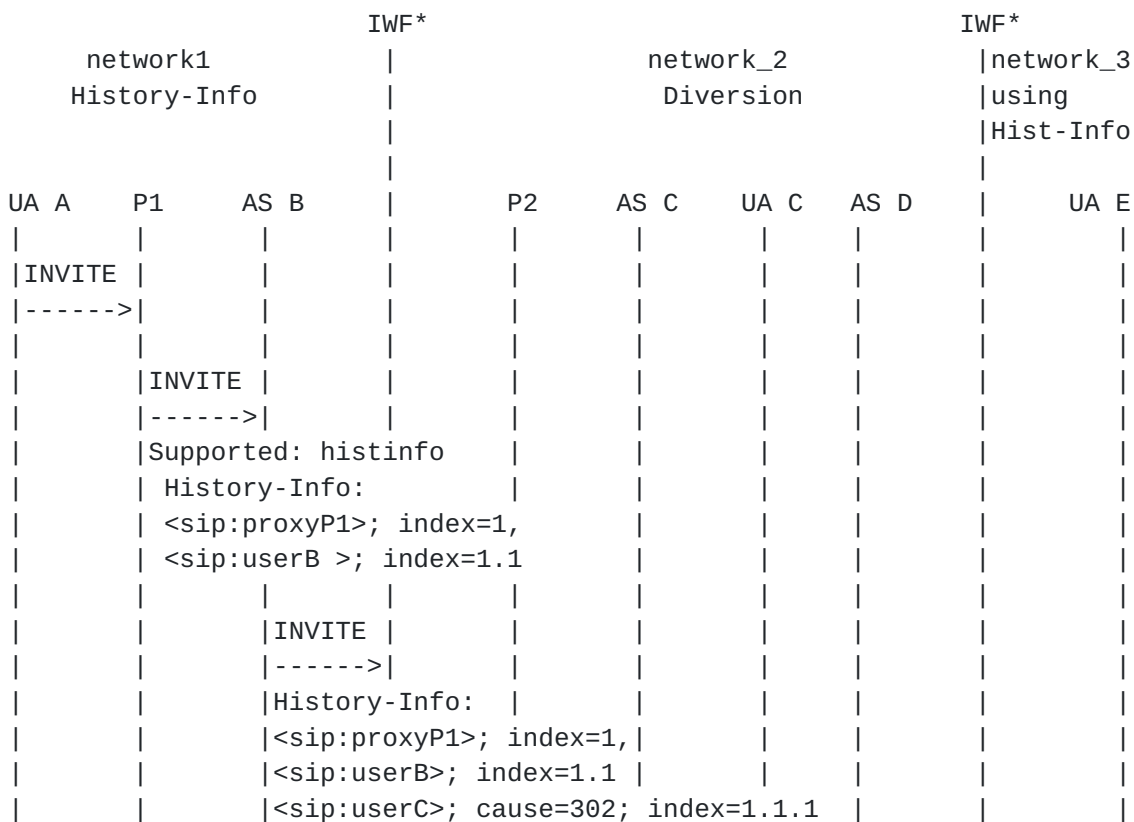 IWF*                                  IWF*
     network1           |                network_2            |network_3
    History-Info        |                 Diversion           |using
                        |                                     |Hist-Info
                        |                                     |
UA A    P1     AS B     |       P2     AS C    UA C   AS D    |     UA E
|       |       |       |       |       |       |     |       |        |
|INVITE |       |       |       |       |       |     |       |        |
|------>|       |       |       |       |       |     |       |        |
|       |       |       |       |       |       |     |       |        |
|       |INVITE |       |       |       |       |     |       |        |
|       |------>|       |       |       |       |     |       |        |
|       |Supported: histinfo    |       |       |     |       |        |
|       | History-Info:         |       |       |     |       |        |
|       | <sip:proxyP1>; index=1,       |       |     |       |        |
|       | <sip:userB >; index=1.1       |       |     |       |        |
|       |       |       |       |       |       |     |       |        |
|       |       |INVITE |       |       |       |     |       |        |
|       |       |------>|       |       |       |     |       |        |
|       |       |History-Info:  |       |       |     |       |        |
|       |       |<sip:proxyP1>; index=1,|       |     |       |        |
|       |       |<sip:userB>; index=1.1 |       |     |       |        |
|       |       |<sip:userC>; cause=302; index=1.1.1  |       |        |